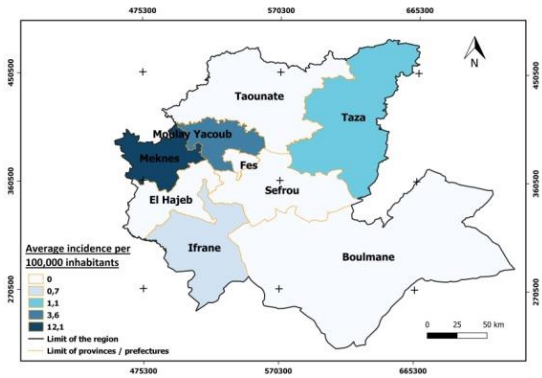 475300 570300 665300
450500 450500
N
Taounate
Taza
Moulay Yacoub
Meknes
Fes
360500 360500
Sefrou
El Hajeb
Ifrane
Boulmane
Average incidence per
100,000 inhabitants
0
0,7
1,1
3,6
12,1
Limit of the region
Limit of provinces / prefectures
270500 270500
0 25 50 km
475300 570300 665300